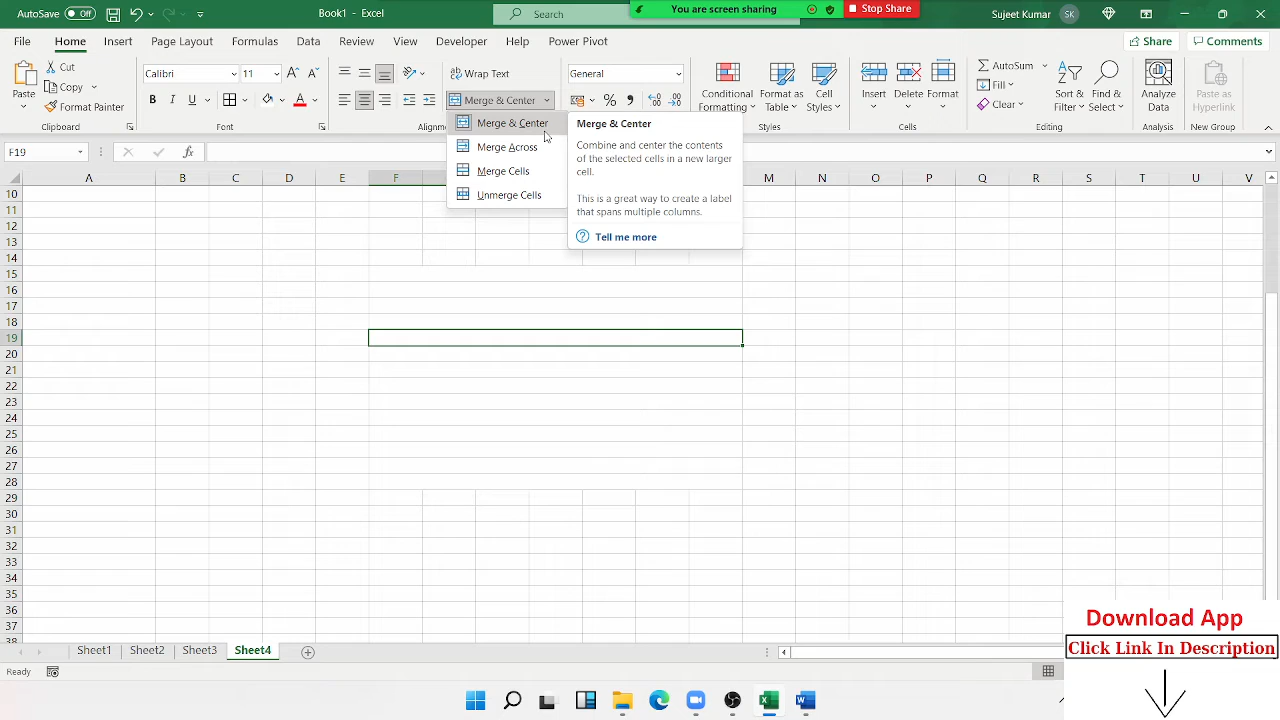 AutoSave Off Book1 - Excel Search You are screen sharing Stop Share Sujeet Kumar SK
File Home Insert Page Layout Formulas Data Review View Developer Help Power Pivot Share Comments
Paste Cut Copy Format Painter
Calibri 11
B I U
Wrap Text
Merge & Center
General
Conditional Formatting Format as Table Cell Styles
Insert Delete Format
AutoSum Fill Clear
Sort & Filter Find & Select
Analyze Data
New Paste to Hyperlink
Clipboard Font Styles Cells Editing Analysis New Group
Merge & Center
Merge Across
Merge Cells
Unmerge Cells
Merge & Center
Combine and center the contents
of the selected cells in a new larger
cell.
This is a great way to create a label
that spans multiple columns.
Tell me more
F19 fx
A B C D E F M N O P Q R S T U V
10
11
12
13
14
15
16
17
18
19
20
21
22
23
24
25
26
27
28
29
30
31
32
33
34
35
36
37
38
Download App
Click Link In Description
Sheet1 Sheet2 Sheet3 Sheet4
Ready